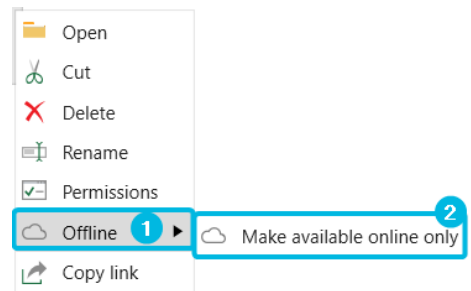 Open
Cut
Delete
Rename
Permissions
Offline 1
2
Make available online only
Copy link